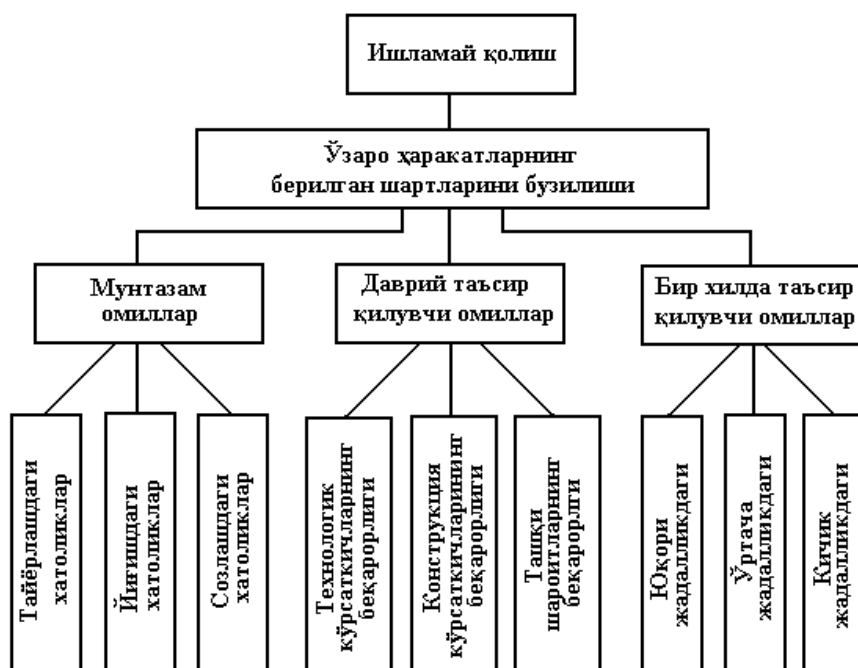 Ишламай қолиш
Ўзаро ҳаракатларнинг
берилган шартларини бузилиши
Мунтазам
омиллар
Даврий таъсир
қилувчи омиллар
Бир хилда таъсир
қилувчи омиллар
Тайёрлашдаги
хатоликлар
Йиғишдаги
хатоликлар
Созлашдаги
хатоликлар
Технологик
кўрсаткичларнинг
беқарорлиги
Конструкция
кўрсаткичларининг
беқарорлиги
Ташқи
шароитларнинг
беқарорлги
Юқори
жадалликдаги
Ўртача
жадалликдаги
Кичик
жадалликдаги